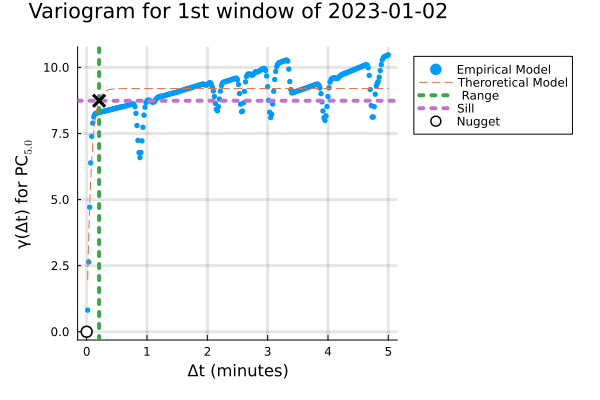 Variogram for 1st window of 2023-01-02
γ(Δt) for PC5.0
10.0
7.5
5.0
2.5
0.0
0 1 2 3 4 5
Δt (minutes)
Empirical Model
Theroretical Model
Range
Sill
Nugget